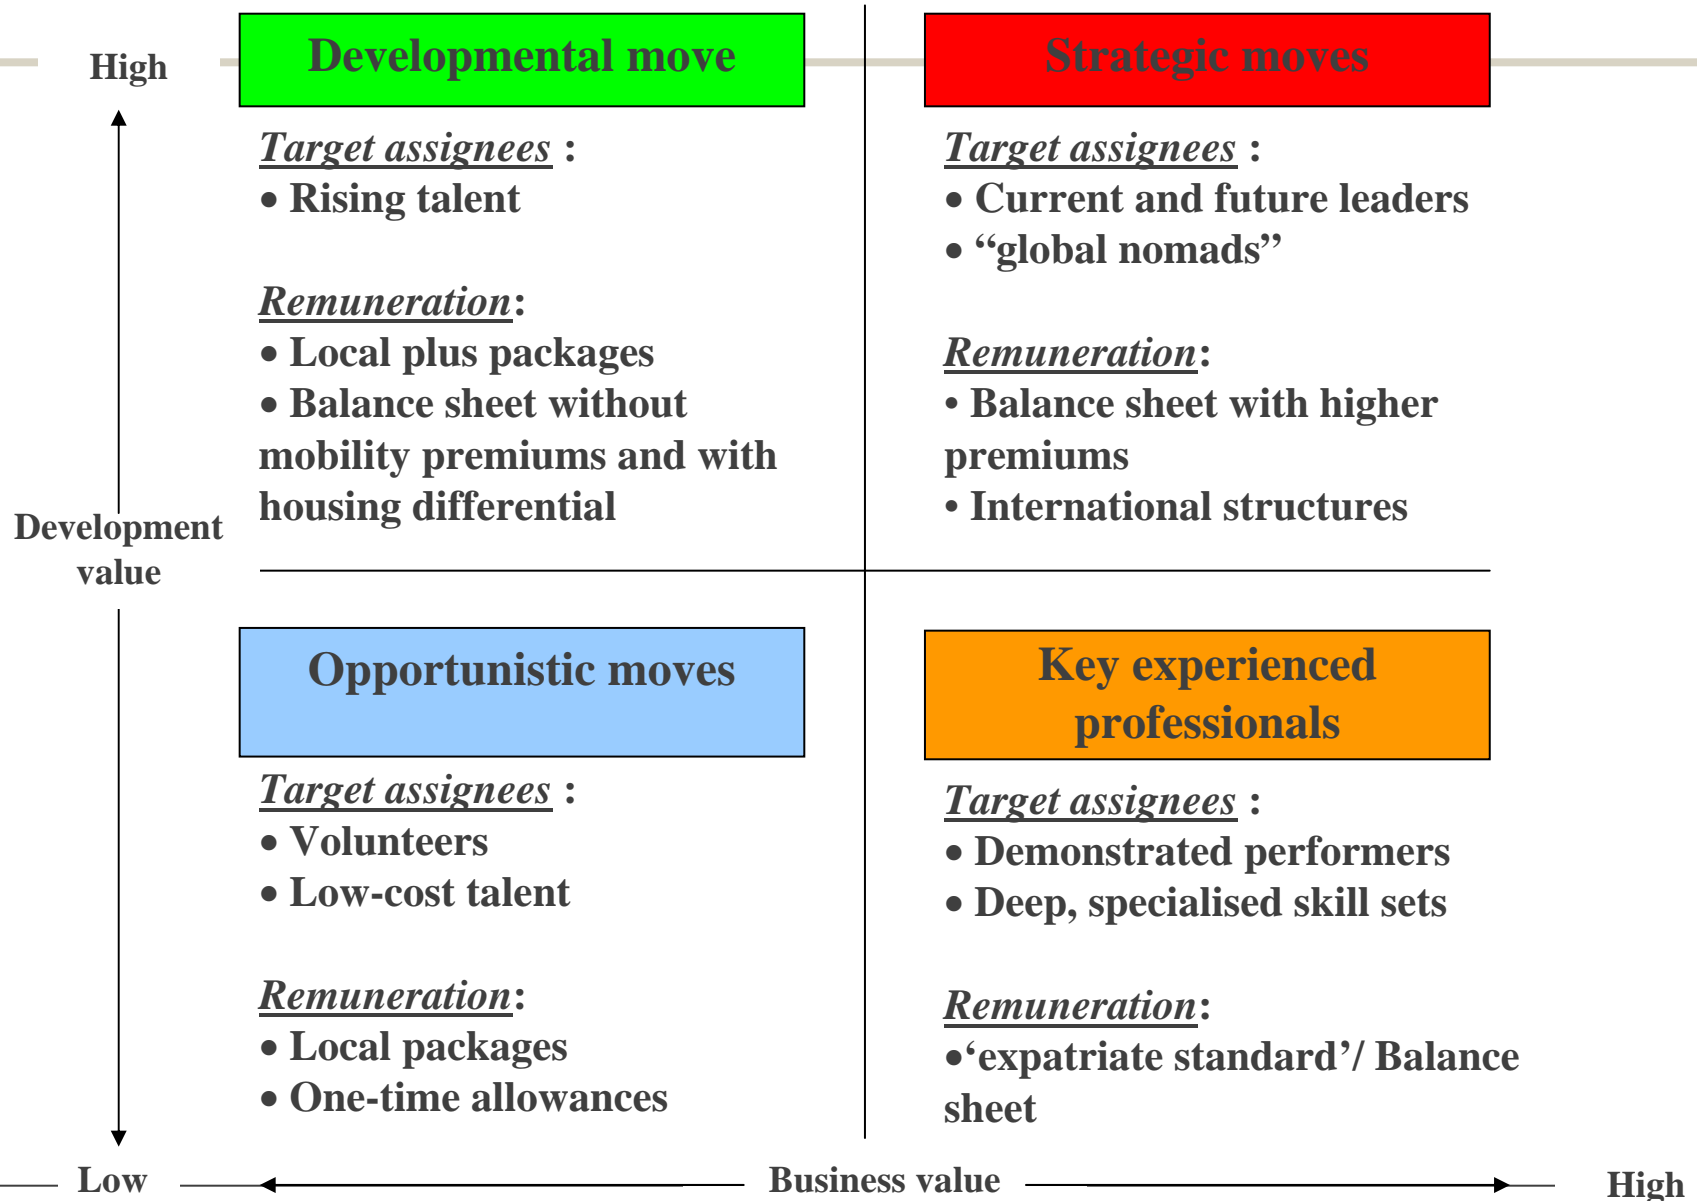 High
Developmental move
Target assignees :
• Rising talent
Remuneration:
• Local plus packages
• Balance sheet without
mobility premiums and with
housing differential
Strategic moves
Target assignees :
• Current and future leaders
• “global nomads”
Remuneration:
• Balance sheet with higher
premiums
• International structures
Development
value
Opportunistic moves
Target assignees :
• Volunteers
• Low-cost talent
Remuneration:
• Local packages
• One-time allowances
Key experienced
professionals
Target assignees :
• Demonstrated performers
• Deep, specialised skill sets
Remuneration:
•‘expatriate standard’/ Balance
sheet
Low
Business value
High